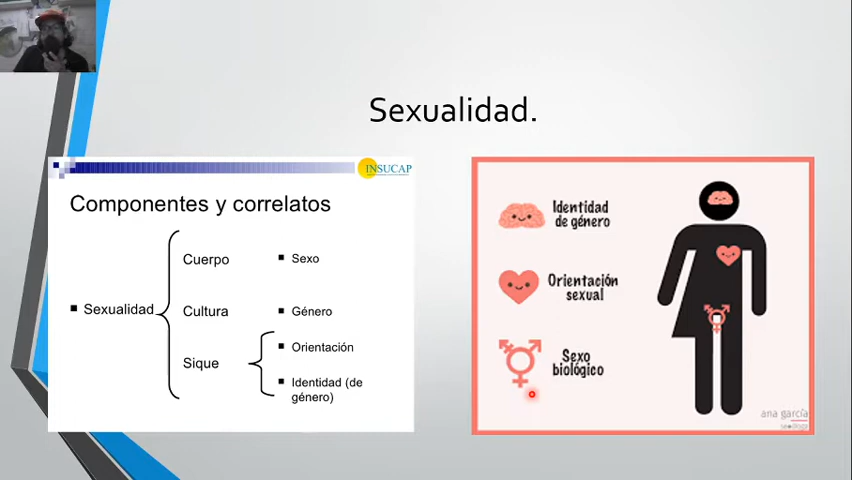 Sexualidad.
INSUCAP
Componentes y correlatos
Cuerpo
Sexo
Sexualidad
Cultura
Género
Sique
Orientación
Identidad (de
género)
Identidad
de género
Orientación
sexual
Sexo
biológico
ana garcía